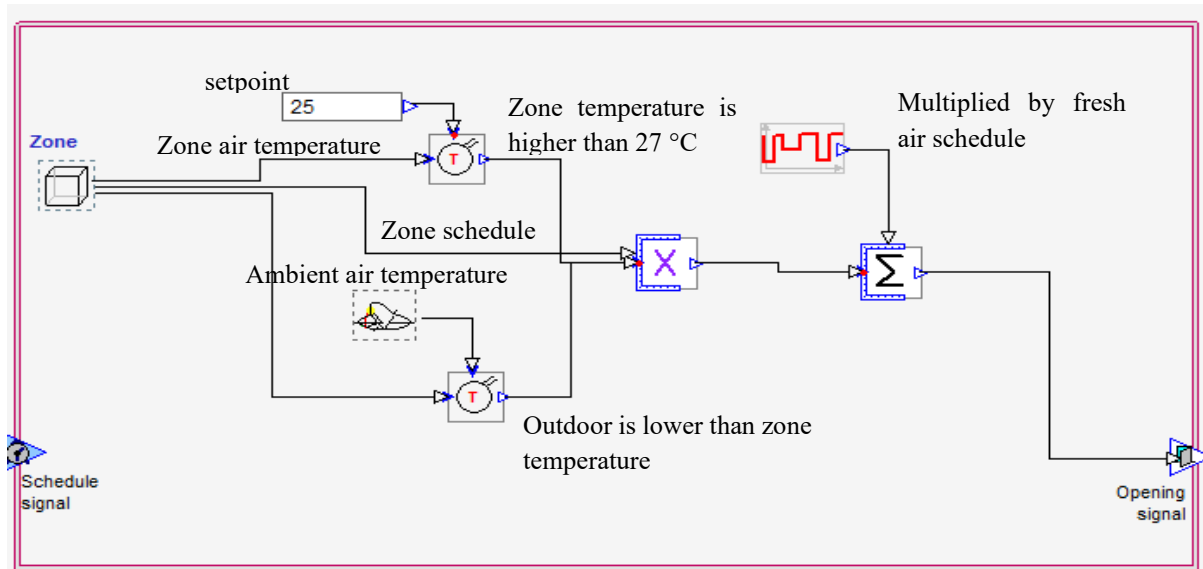 setpoint
25
Zone temperature is
higher than 27 °C
Multiplied by fresh
air schedule
Zone
Zone air temperature
T
Zone schedule
X
Σ
Ambient air temperature
T
Outdoor is lower than zone
temperature
Schedule
signal
Opening
signal